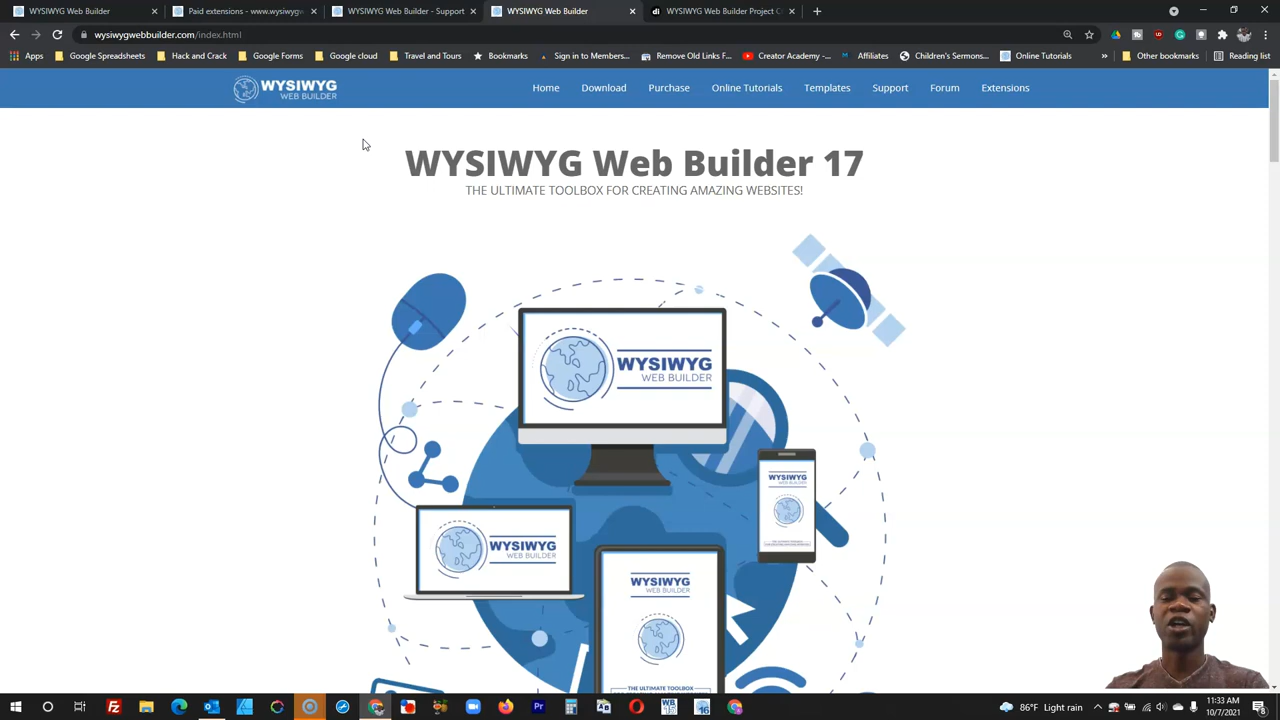 WYSIWYG Web Builder
Paid extensions - www.wysiwygweb
WYSIWYG Web Builder - Support
WYSIWYG Web Builder
di WYSIWYG Web Builder Project C
wysiwygwebbuilder.com/index.html
Apps
Google Spreadsheets
Hack and Crack
Google Forms
Google cloud
Travel and Tours
Bookmarks
Sign in to Members...
Remove Old Links F...
Creator Academy -...
Affiliates
Children's Sermons...
Online Tutorials
»
Other bookmarks
Reading list
WYSIWYG
WEB BUILDER
Home
Download
Purchase
Online Tutorials
Templates
Support
Forum
Extensions
WYSIWYG Web Builder 17
THE ULTIMATE TOOLBOX FOR CREATING AMAZING WEBSITES!
WYSIWYG
WEB BUILDER
WYSIWYG
WEB BUILDER
WYSIWYG
WEB BUILDER
WYSIWYG
WEB BUILDER
THE ULTIMATE TOOLBOX
86°F Light rain
11:33 AM
10/7/2021